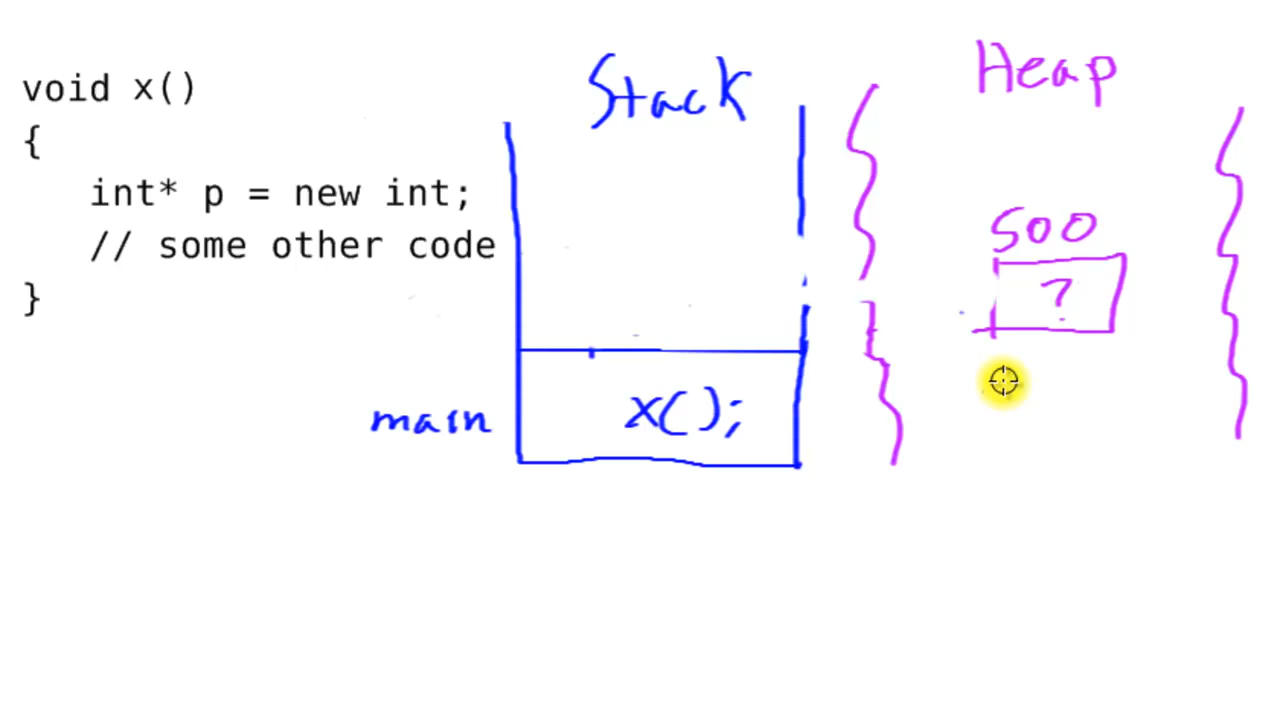 void x()
{
int* p = new int;
// some other code
}
Stack
main
x();
Heap
500
?